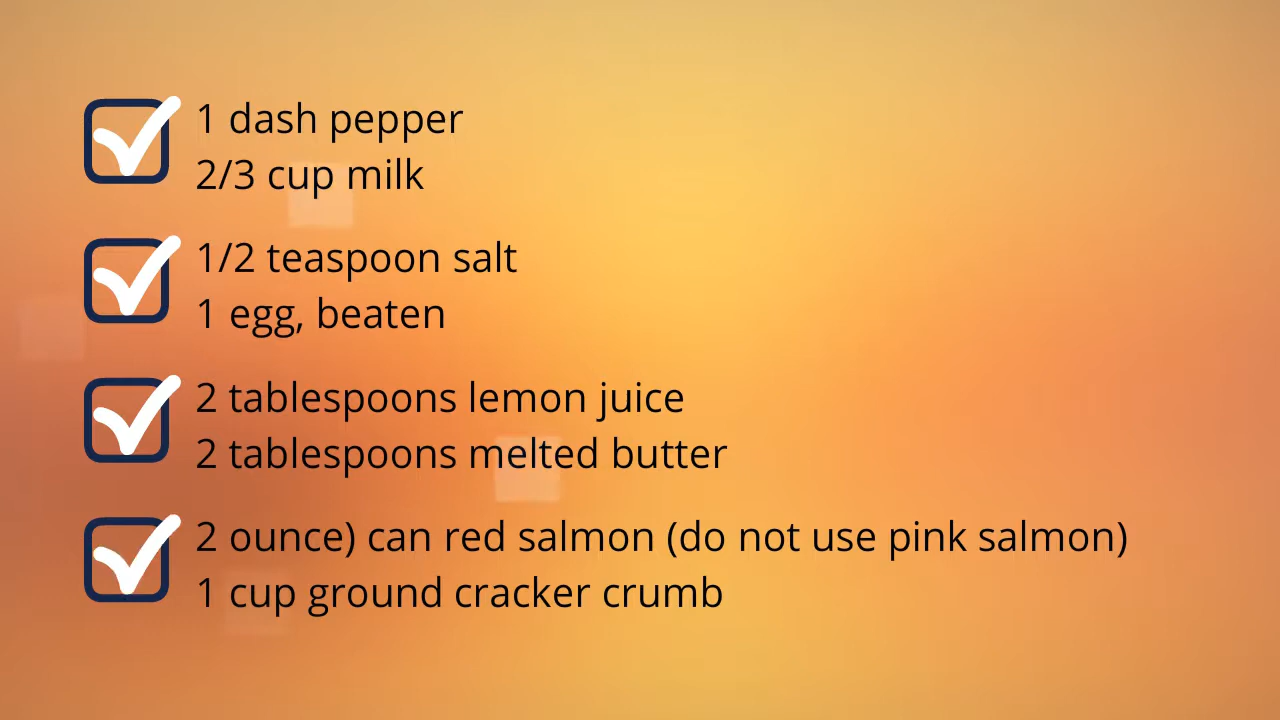 1 dash pepper
2/3 cup milk
1/2 teaspoon salt
1 egg, beaten
2 tablespoons lemon juice
2 tablespoons melted butter
2 ounce) can red salmon (do not use pink salmon)
1 cup ground cracker crumb